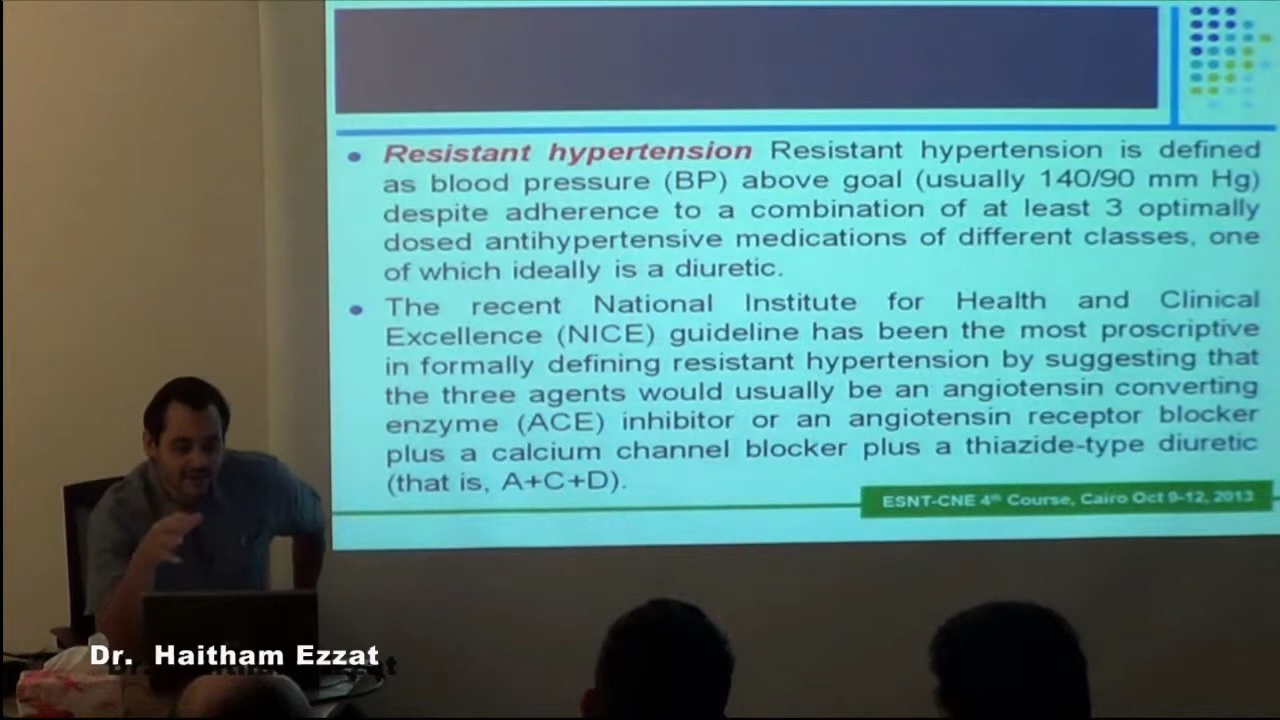 Resistant hypertension Resistant hypertension is defined
as blood pressure (BP) above goal (usually 140/90 mm Hg)
despite adherence to a combination of at least 3 optimally
dosed antihypertensive medications of different classes, one
of which ideally is a diuretic.
The recent National Institute for Health and Clinical
Excellence (NICE) guideline has been the most proscriptive
in formally defining resistant hypertension by suggesting that
the three agents would usually be an angiotensin converting
enzyme (ACE) inhibitor or an angiotensin receptor blocker
plus a calcium channel blocker plus a thiazide-type diuretic
(that is, A+C+D).
ESNT-CNE 4th Course, Cairo Oct 9-12, 2013
Dr. Haitham Ezzat